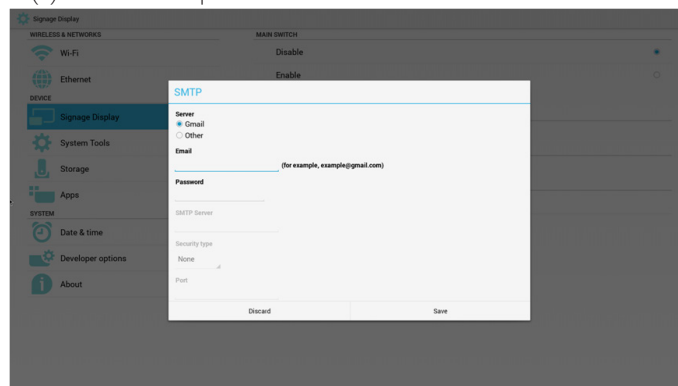 Signage Display
WIRELESS & NETWORKS
MAIN SWITCH
Wi-Fi
Disable
Ethernet
Enable
DEVICE
Signage Display
System Tools
Storage
Apps
SYSTEM
Date & time
Developer options
About
SMTP
Server
Gmail
Other
Email
(for example, example@gmail.com)
Password
SMTP Server
Security type
None
Port
Discard
Save